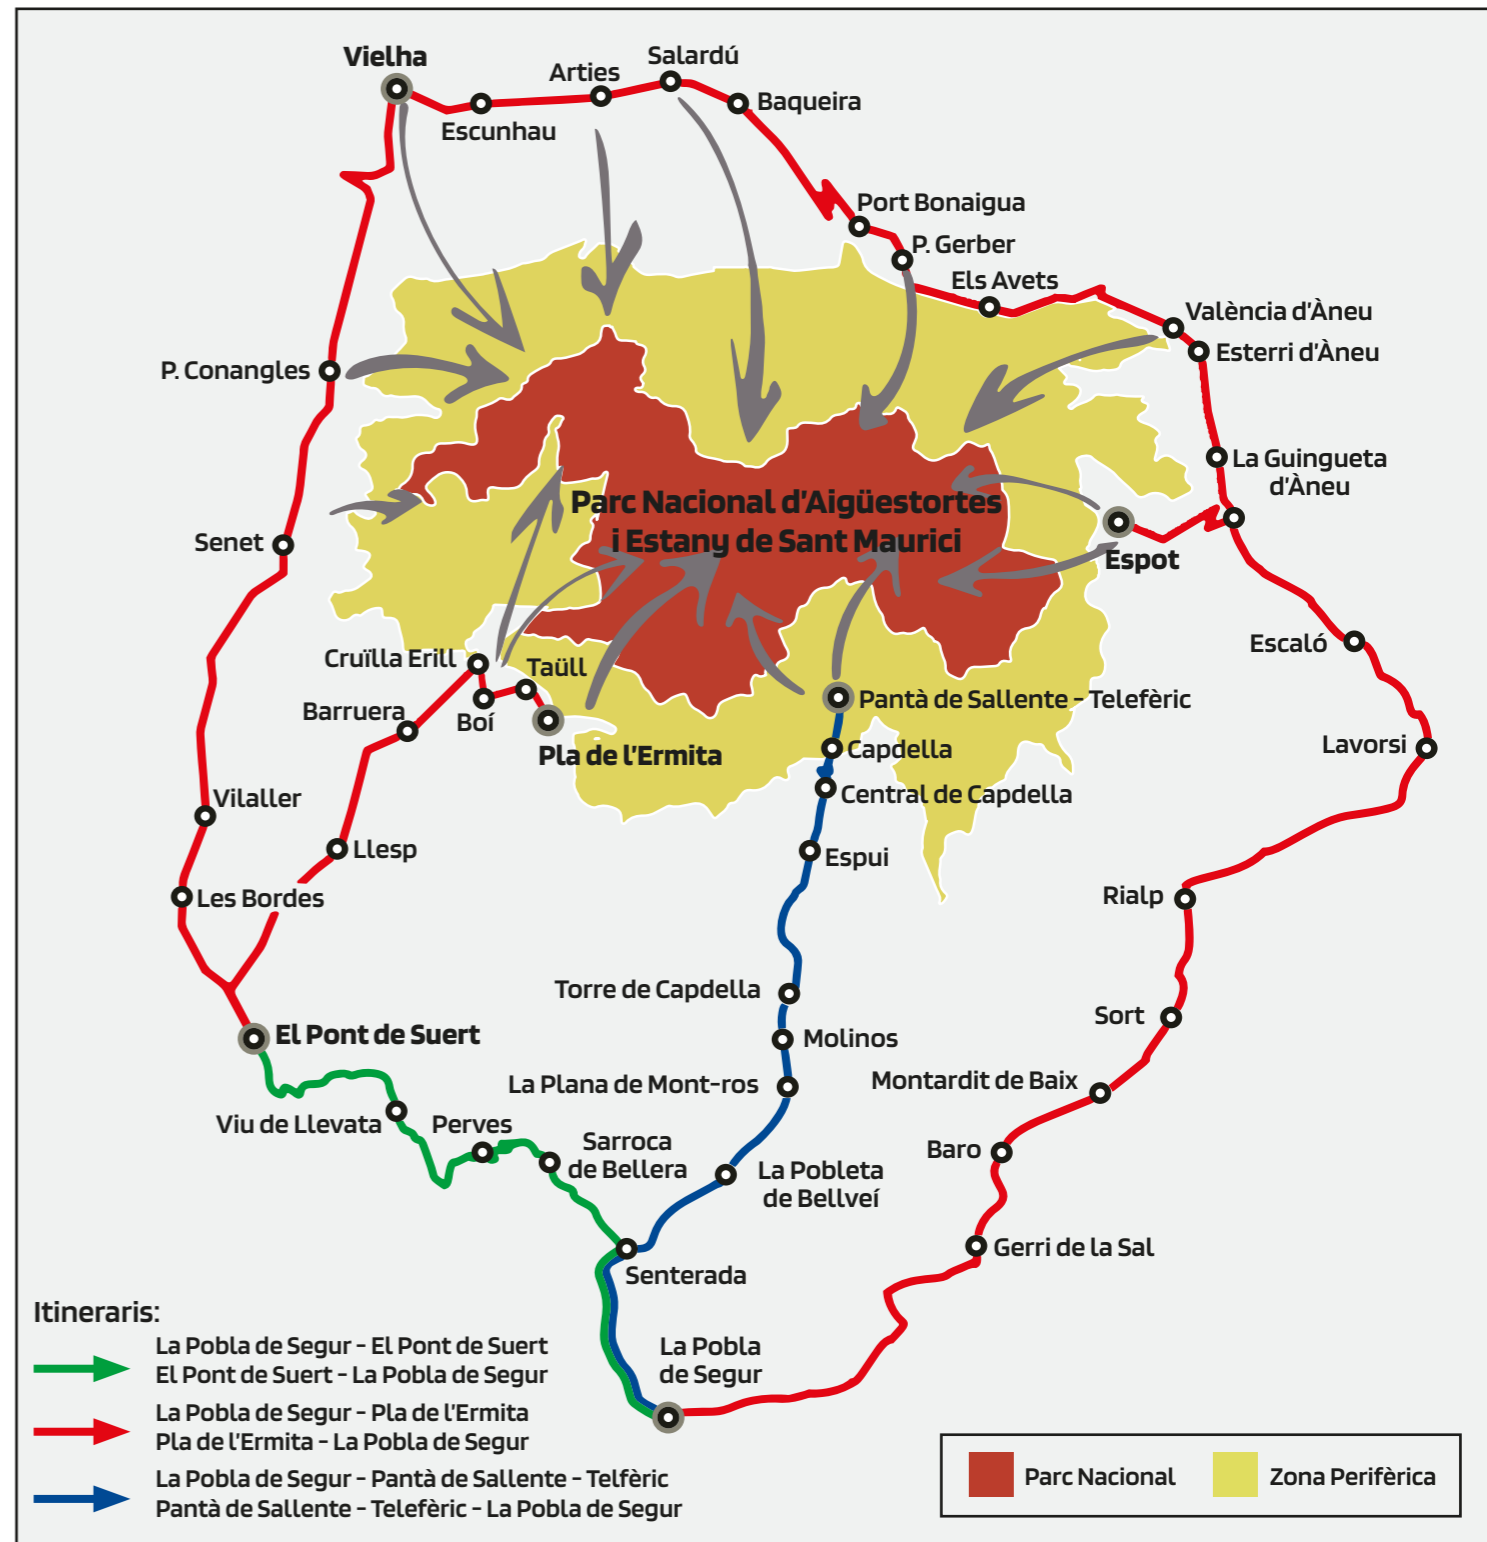 Vielha
Salardú
Arties
Baqueira
Escunhau
Port Bonaigua
P. Gerber
Els Avets
València d'Àneu
Esterri d'Àneu
P. Conangles
La Guingueta
d'Àneu
Parc Nacional d'Aigüestortes
i Estany de Sant Maurici
Senet
Espot
Escaló
Cruïlla Erill
Taüll
Barruera
Boí
Pantà de Sallente - Telefèric
Pla de l'Ermita
Capdella
Lavorsi
Central de Capdella
Vilaller
Llesp
Espui
Les Bordes
Rialp
Torre de Capdella
Sort
El Pont de Suert
Molinos
La Plana de Mont-ros
Montardit de Baix
Viu de Llevata
Perves
Sarroca
de Bellera
Baro
La Pobleta
de Bellveí
Gerri de la Sal
Senterada
La Pobla
de Segur
Itineraris:
La Pobla de Segur - El Pont de Suert
El Pont de Suert - La Pobla de Segur
La Pobla de Segur - Pla de l'Ermita
Pla de l'Ermita - La Pobla de Segur
La Pobla de Segur - Pantà de Sallente - Telfèric
Pantà de Sallente - Telefèric - La Pobla de Segur
Parc Nacional
Zona Perifèrica